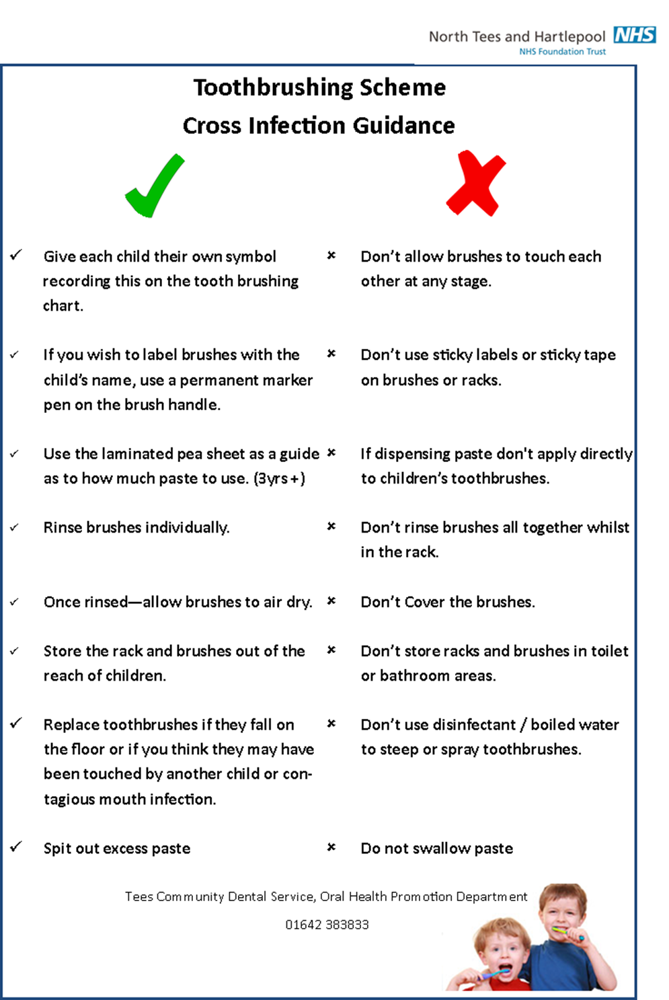 North Tees and Hartlepool NHS
NHS Foundation Trust
Toothbrushing Scheme
Cross Infection Guidance
✓ Give each child their own symbol
recording this on the tooth brushing
chart.
✓ If you wish to label brushes with the
child's name, use a permanent marker
pen on the brush handle.
✓ Use the laminated pea sheet as a guide
as to how much paste to use. (3yrs+)
✓ Rinse brushes individually.
✓ Once rinsed—allow brushes to air dry.
✓ Store the rack and brushes out of the
reach of children.
✓ Replace toothbrushes if they fall on
the floor or if you think they may have
been touched by another child or con-
tagious mouth infection.
✓ Spit out excess paste
× Don't allow brushes to touch each
other at any stage.
× Don't use sticky labels or sticky tape
on brushes or racks.
× If dispensing paste don't apply directly
to children's toothbrushes.
× Don't rinse brushes all together whilst
in the rack.
× Don't Cover the brushes.
× Don't store racks and brushes in toilet
or bathroom areas.
× Don't use disinfectant / boiled water
to steep or spray toothbrushes.
× Do not swallow paste
Tees Community Dental Service, Oral Health Promotion Department
01642 383833